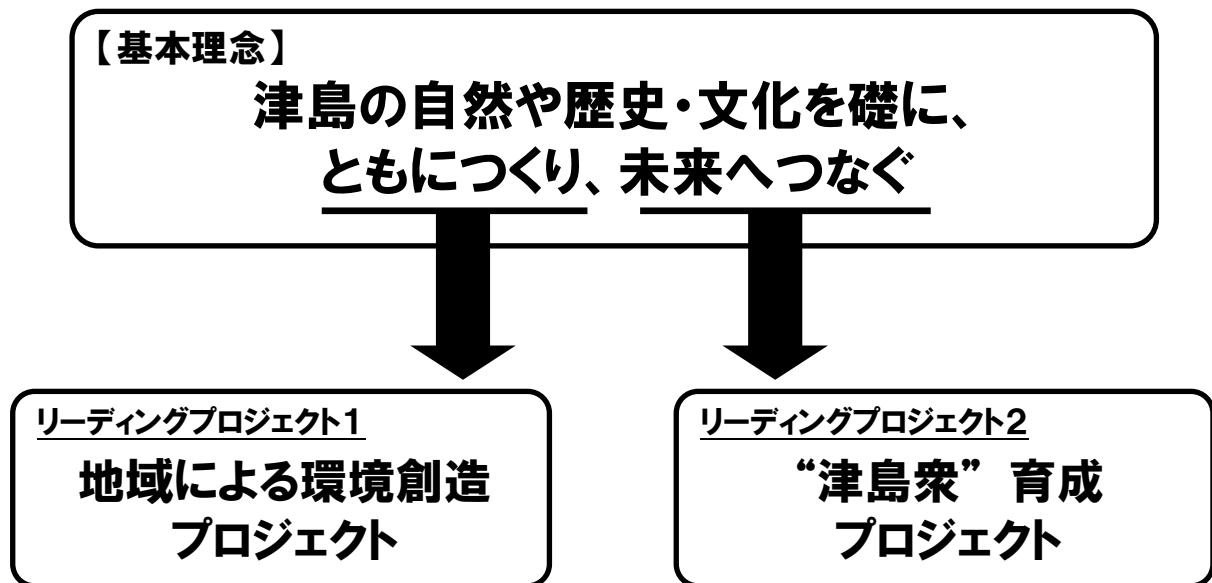 【基本理念】
津島の自然や歴史・文化を礎に、
ともにつくり、未来へつなぐ
リーディングプロジェクト1
地域による環境創造
プロジェクト
リーディングプロジェクト2
“津島衆”育成
プロジェクト